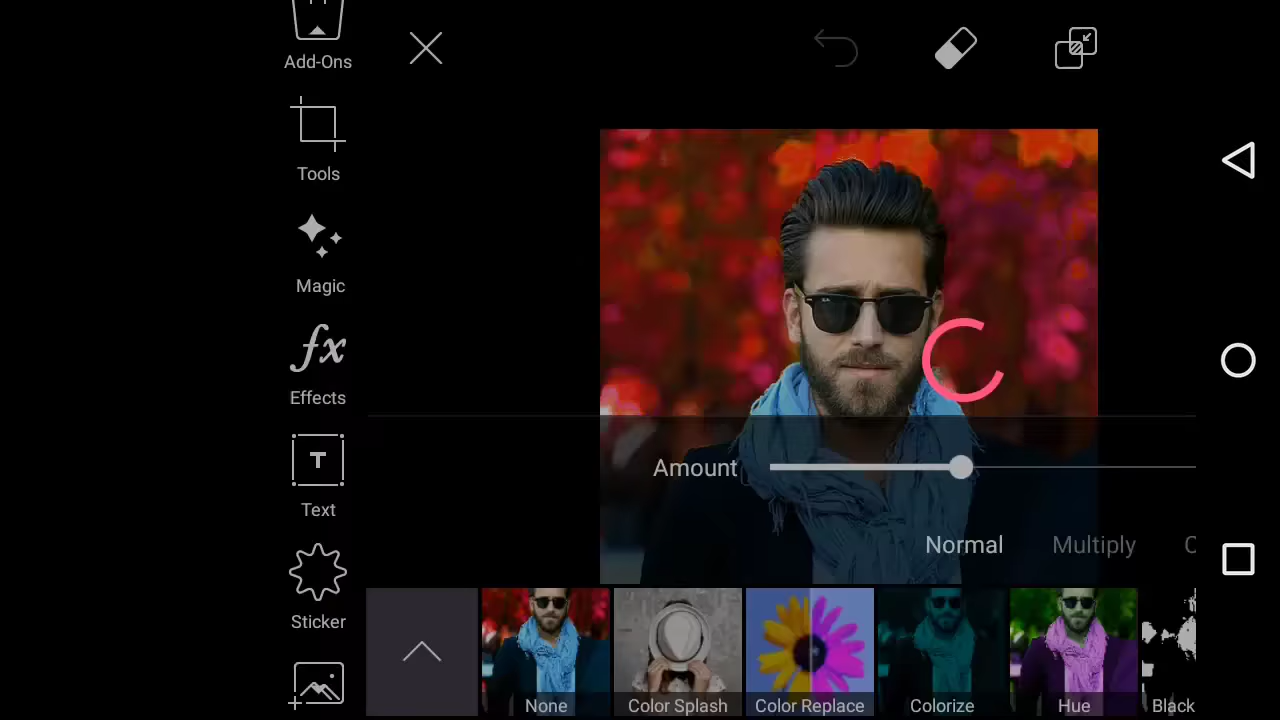 Add-Ons
Tools
Magic
fx
Effects
T
Text
Sticker
Amount
Normal Multiply
None Color Splash Color Replace Colorize Hue Black